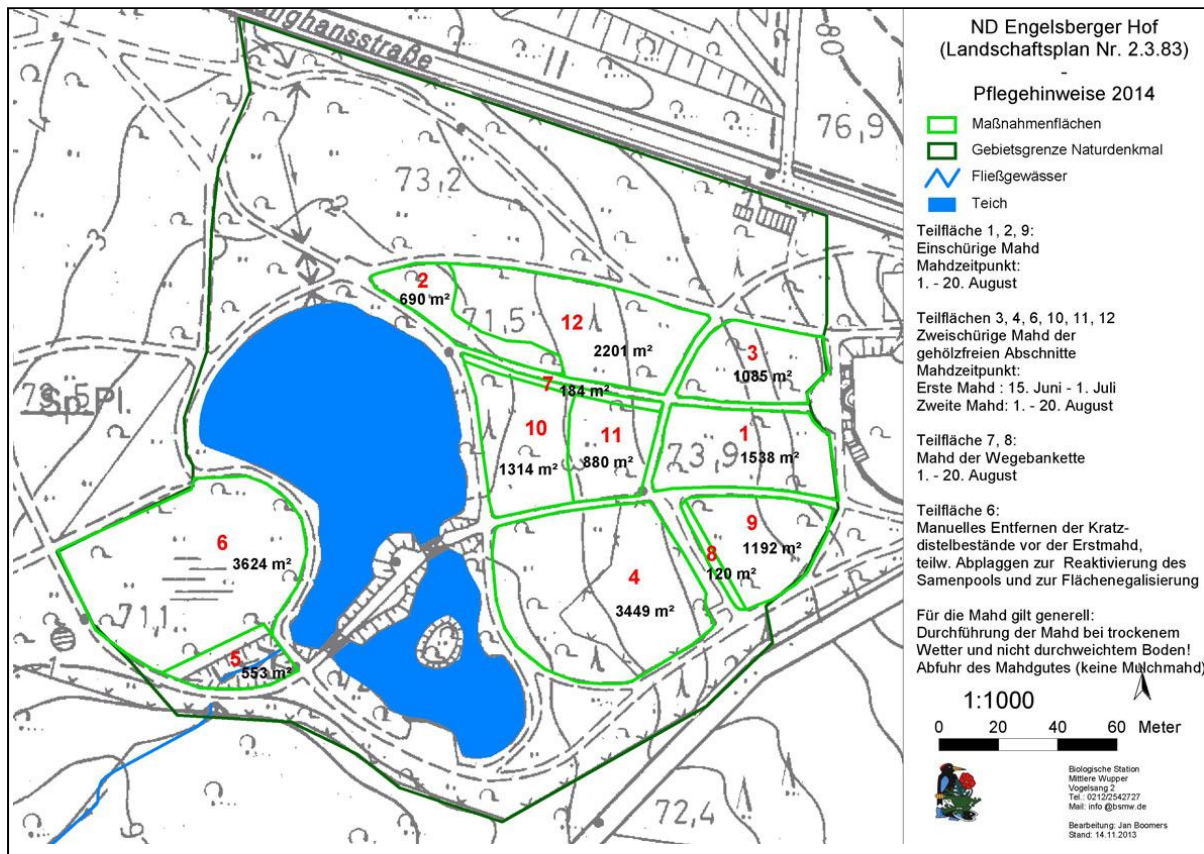 ND Engelsberger Hof
(Landschaftsplan Nr. 2.3.83)
-
Pflegehinweise 2014
Maßnahmenflächen
Gebietsgrenze Naturdenkmal
Fließgewässer
Teich
Teilfläche 1, 2, 9:
Einschürige Mahd
Mahdzeitpunkt:
1. - 20. August
Teilflächen 3, 4, 6, 10, 11, 12
Zweischürige Mahd der
gehölzfreien Abschnitte
Mahdzeitpunkt:
Erste Mahd : 15. Juni - 1. Juli
Zweite Mahd: 1. - 20. August
Teilfläche 7, 8:
Mahd der Wegebankette
1. - 20. August
Teilfläche 6:
Manuelles Entfernen der Kratz-
distelbestände vor der Erstmahd,
teilw. Abplaggen zur Reaktivierung des
Samenpools und zur Flächenegalisierung
Für die Mahd gilt generell:
Durchführung der Mahd bei trockenem
Wetter und nicht durchweichtem Boden!
Abfuhr des Mahdgutes (keine Mulchmahd)
1:1000
0 20 40 60 Meter
Biologische Station
Mittlere Wupper
Vogelsang 2
Tel.: 0212/2542727
Mail: info @bsmw.de
Bearbeitung: Jan Boomers
Stand: 14.11.2013
80
76,9
73,2
2
690 m²
71,5
12
2201 m²
3
1085 m²
7
184 m²
Sp.Pl.
10
1314 m²
11
880 m²
73,9
1
1538 m²
6
3624 m²
9
1192 m²
8
120 m²
4
3449 m²
71,1
5
553 m²
72,4